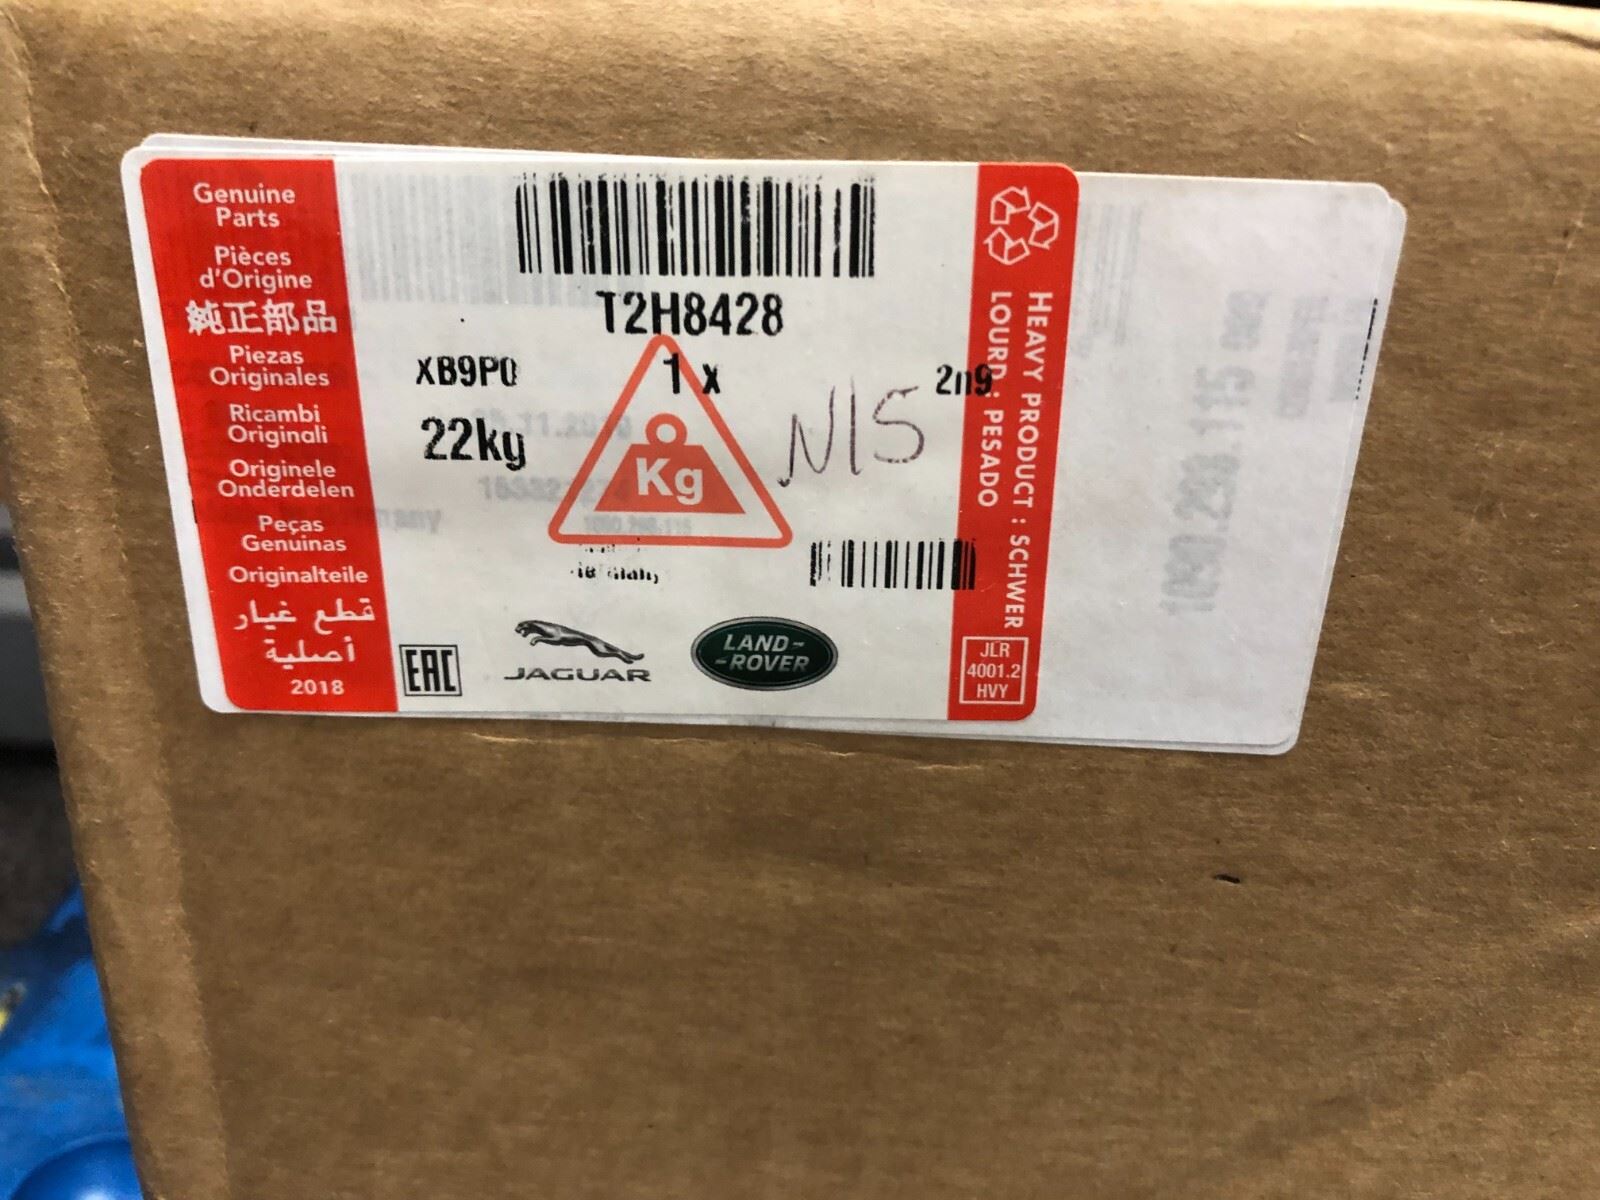 Genuine
Parts
Pièces
d'Origine
純正部品
Piezas
Originales
Ricambi
Originali
Originele
Onderdelen
Peças
Genuinas
Originalteile
قطع غيار
أصلية
2018
T2H8428
XB9P0
1 x
2n9
22kg
Kg
N15
EAC
JAGUAR
LAND-
-ROVER
HEAVY PRODUCT : SCHWER
LOURD : PESADO
JLR
4001.2
HVY